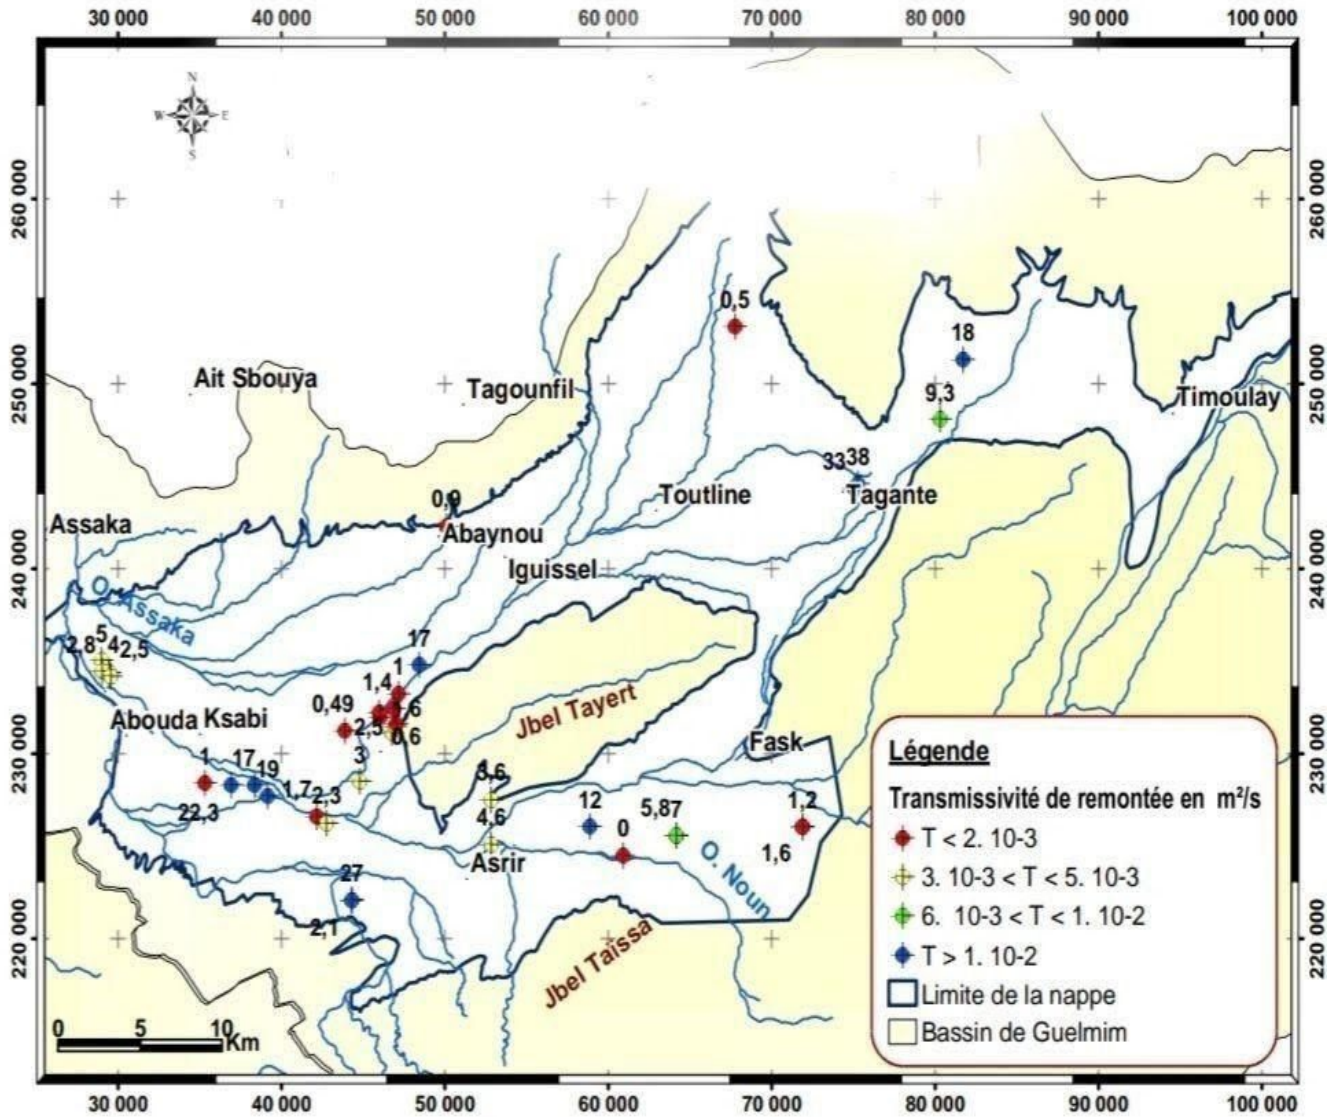 30 000 40 000 50 000 60 000 70 000 80 000 90 000 100 000
N
W E
S
260 000 260 000
0,5
18
Ait Sbouya
Tagounfil
250 000 250 000
9,3
Timoulay
33 38
Toutline
Tagante
0,9
Assaka
Abaynou
Iguissel
240 000 240 000
O. Assaka
5
2,8 4 2,5
17
1
1,4
0,49
1,6
2,5
0,6
Abouda Ksabi
Jbel Tayert
Fask
230 000 230 000
1 17 19
3
3,6
22,3
1,7 2,3
4,6
12
0
5,87
1,2
1,6
Asrir
O. Noun
27
2,1
220 000 220 000
Jbel Taïssa
0 5 10
Km
Légende
Transmissivité de remontée en m²/s
T < 2. 10-3
3. 10-3 < T < 5. 10-3
6. 10-3 < T < 1. 10-2
T > 1. 10-2
Limite de la nappe
Bassin de Guelmim
30 000 40 000 50 000 60 000 70 000 80 000 90 000 100 000